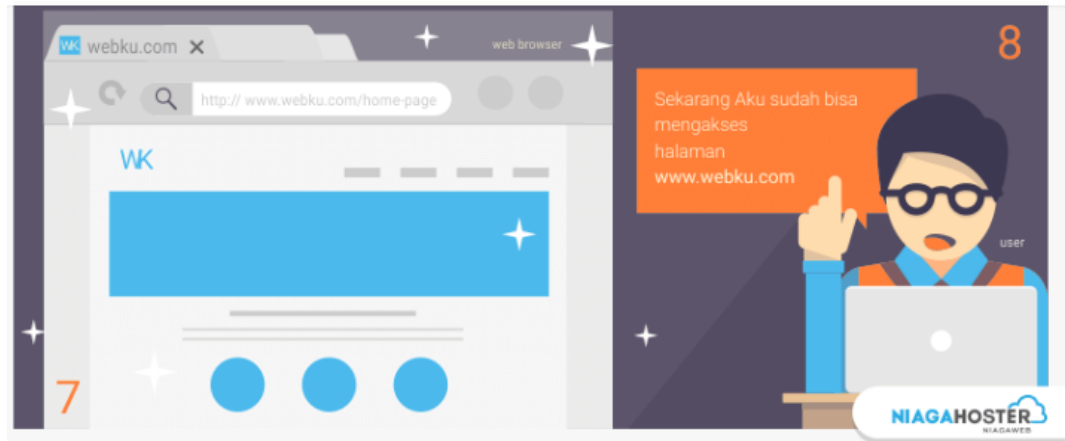 WK webku.com
web browser
http:// www.webku.com/home-page
WK
7
8
Sekarang Aku sudah bisa
mengakses
halaman
www.webku.com
user
NIAGAHOSTER
NIAGAWEB